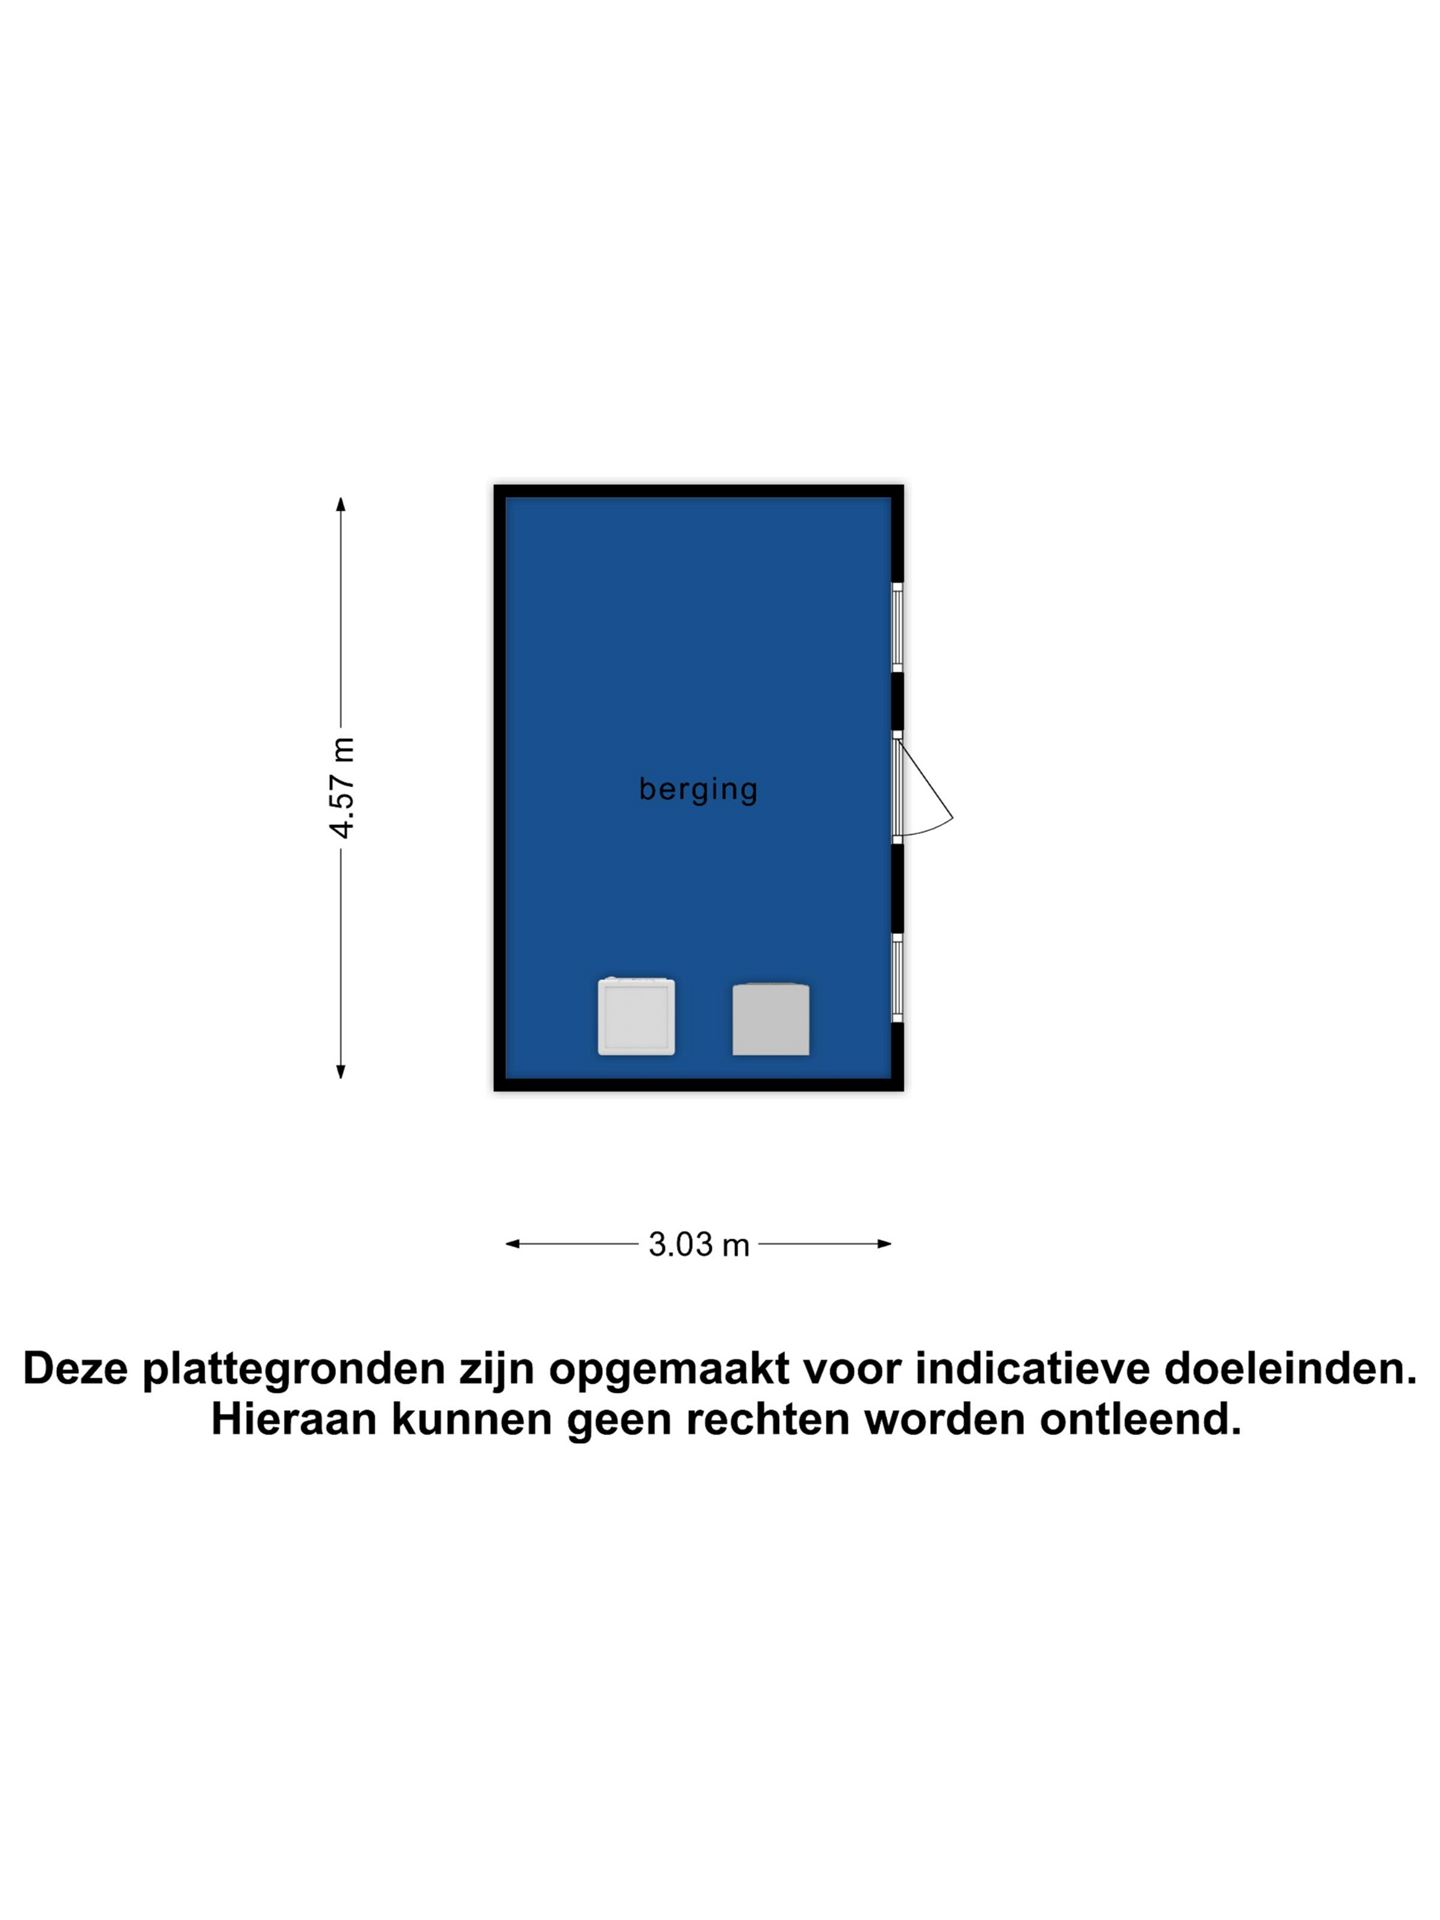 4.57 m
berging
3.03 m
Deze plattegronden zijn opgemaakt voor indicatieve doeleinden.
Hieraan kunnen geen rechten worden ontleend.